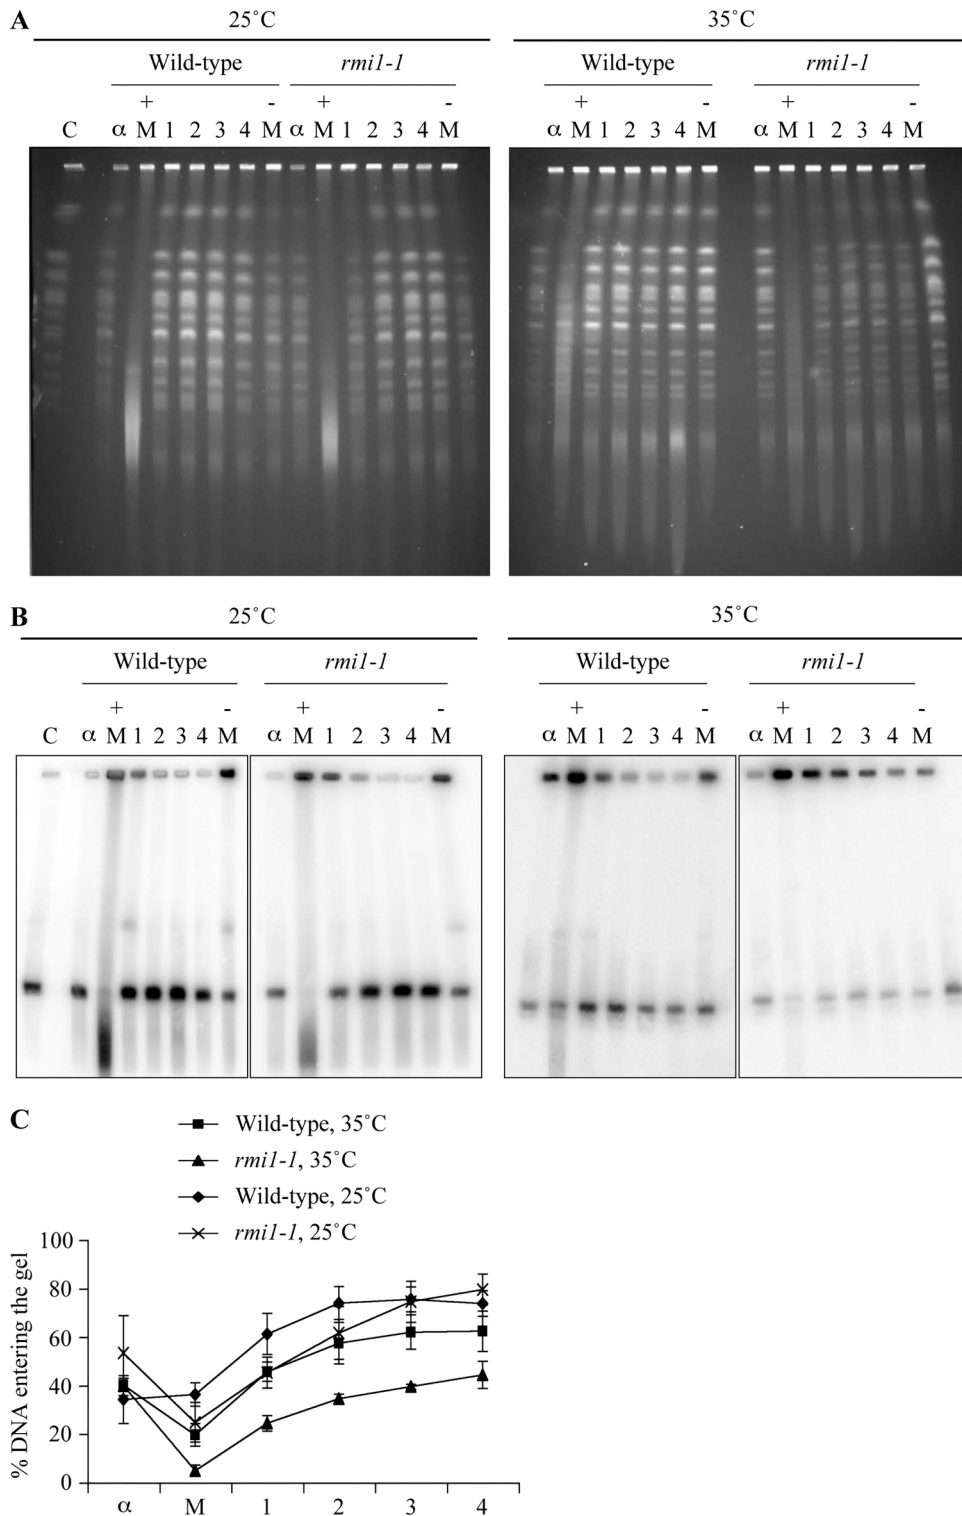 A
25˚C
35˚C
Wild-type rmi1-1
Wild-type rmi1-1
+ - + -
C α M 1 2 3 4 M α M 1 2 3 4 M
+ - + -
α M 1 2 3 4 M α M 1 2 3 4 M
B
25˚C
35˚C
Wild-type rmi1-1
Wild-type rmi1-1
+ - + -
C α M 1 2 3 4 M α M 1 2 3 4 M
+ - + -
α M 1 2 3 4 M α M 1 2 3 4 M
C
Wild-type, 35˚C
rmi1-1, 35˚C
Wild-type, 25˚C
rmi1-1, 25˚C
% DNA entering the gel
100
80
60
40
20
0
α M 1 2 3 4